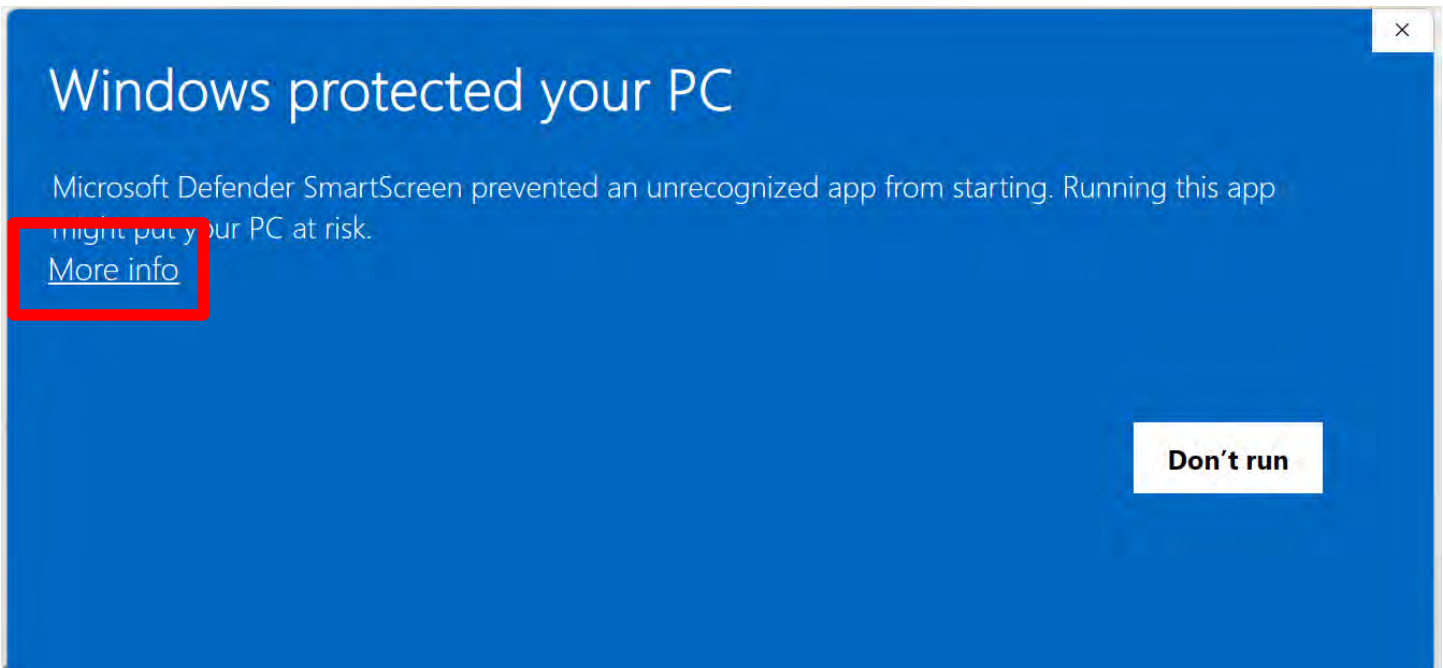 Windows protected your PC
Microsoft Defender SmartScreen prevented an unrecognized app from starting. Running this app
might put your PC at risk.
More info
Don't run